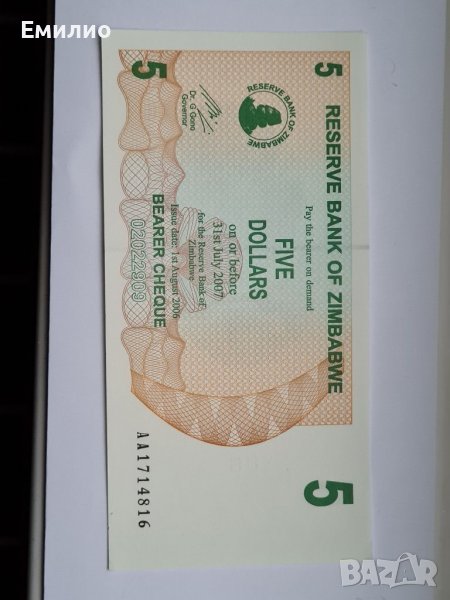 Емилио
5
RESERVE BANK OF ZIMBABWE
5
RESERVE BANK OF ZIMBABWE
Pay the bearer on demand
FIVE
DOLLARS
on or before
31st July 2007
for the Reserve Bank of
Zimbabwe
Issue date: 1st August 2006
Dr. G Gono
Governor
BEARER CHEQUE
02022909
AA1714816
5
BAZAR